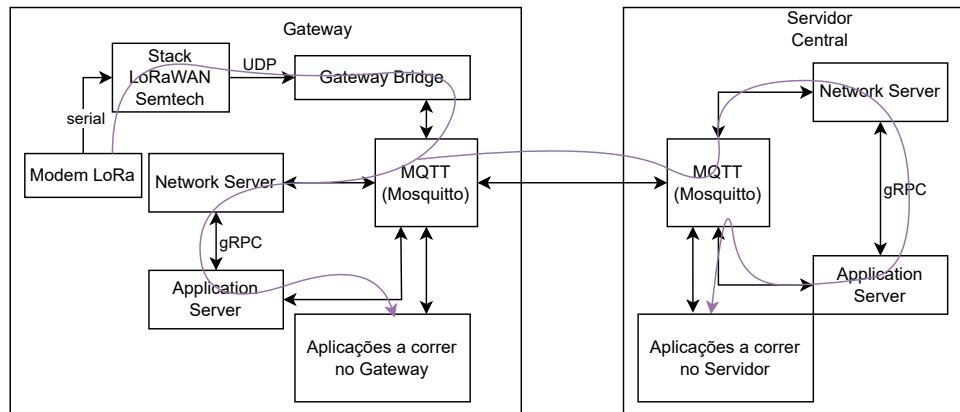 Gateway
Stack
LoRaWAN
Semtech
UDP
Gateway Bridge
serial
Modem LoRa
Network Server
MQTT
(Mosquitto)
gRPC
Application
Server
Aplicações a correr
no Gateway
Servidor
Central
Network Server
MQTT
(Mosquitto)
gRPC
Application
Server
Aplicações a correr
no Servidor